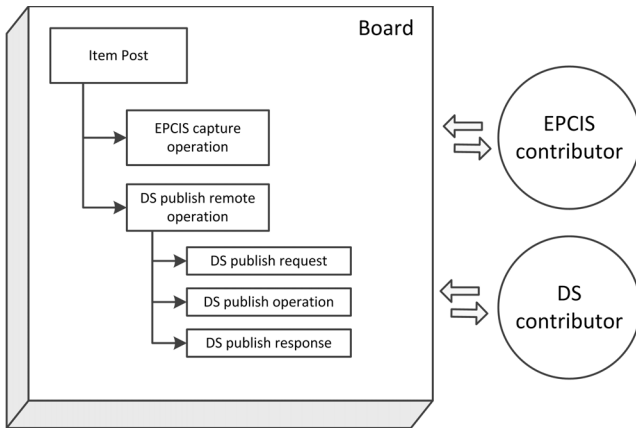 Board
Item Post
EPCIS capture
operation
DS publish remote
operation
DS publish request
DS publish operation
DS publish response
EPCIS
contributor
DS
contributor